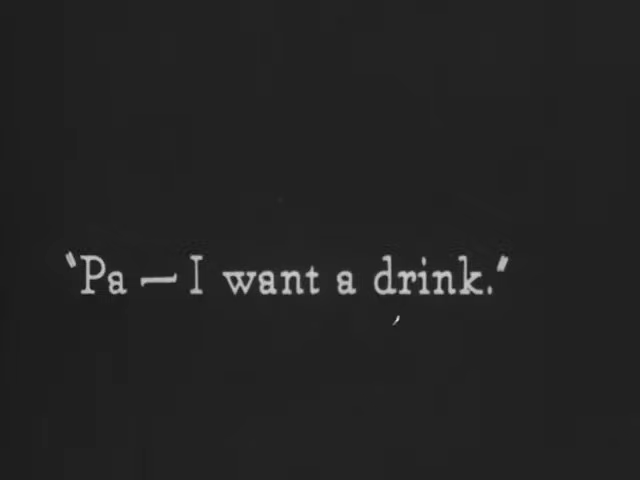 "Pa — I want a drink."